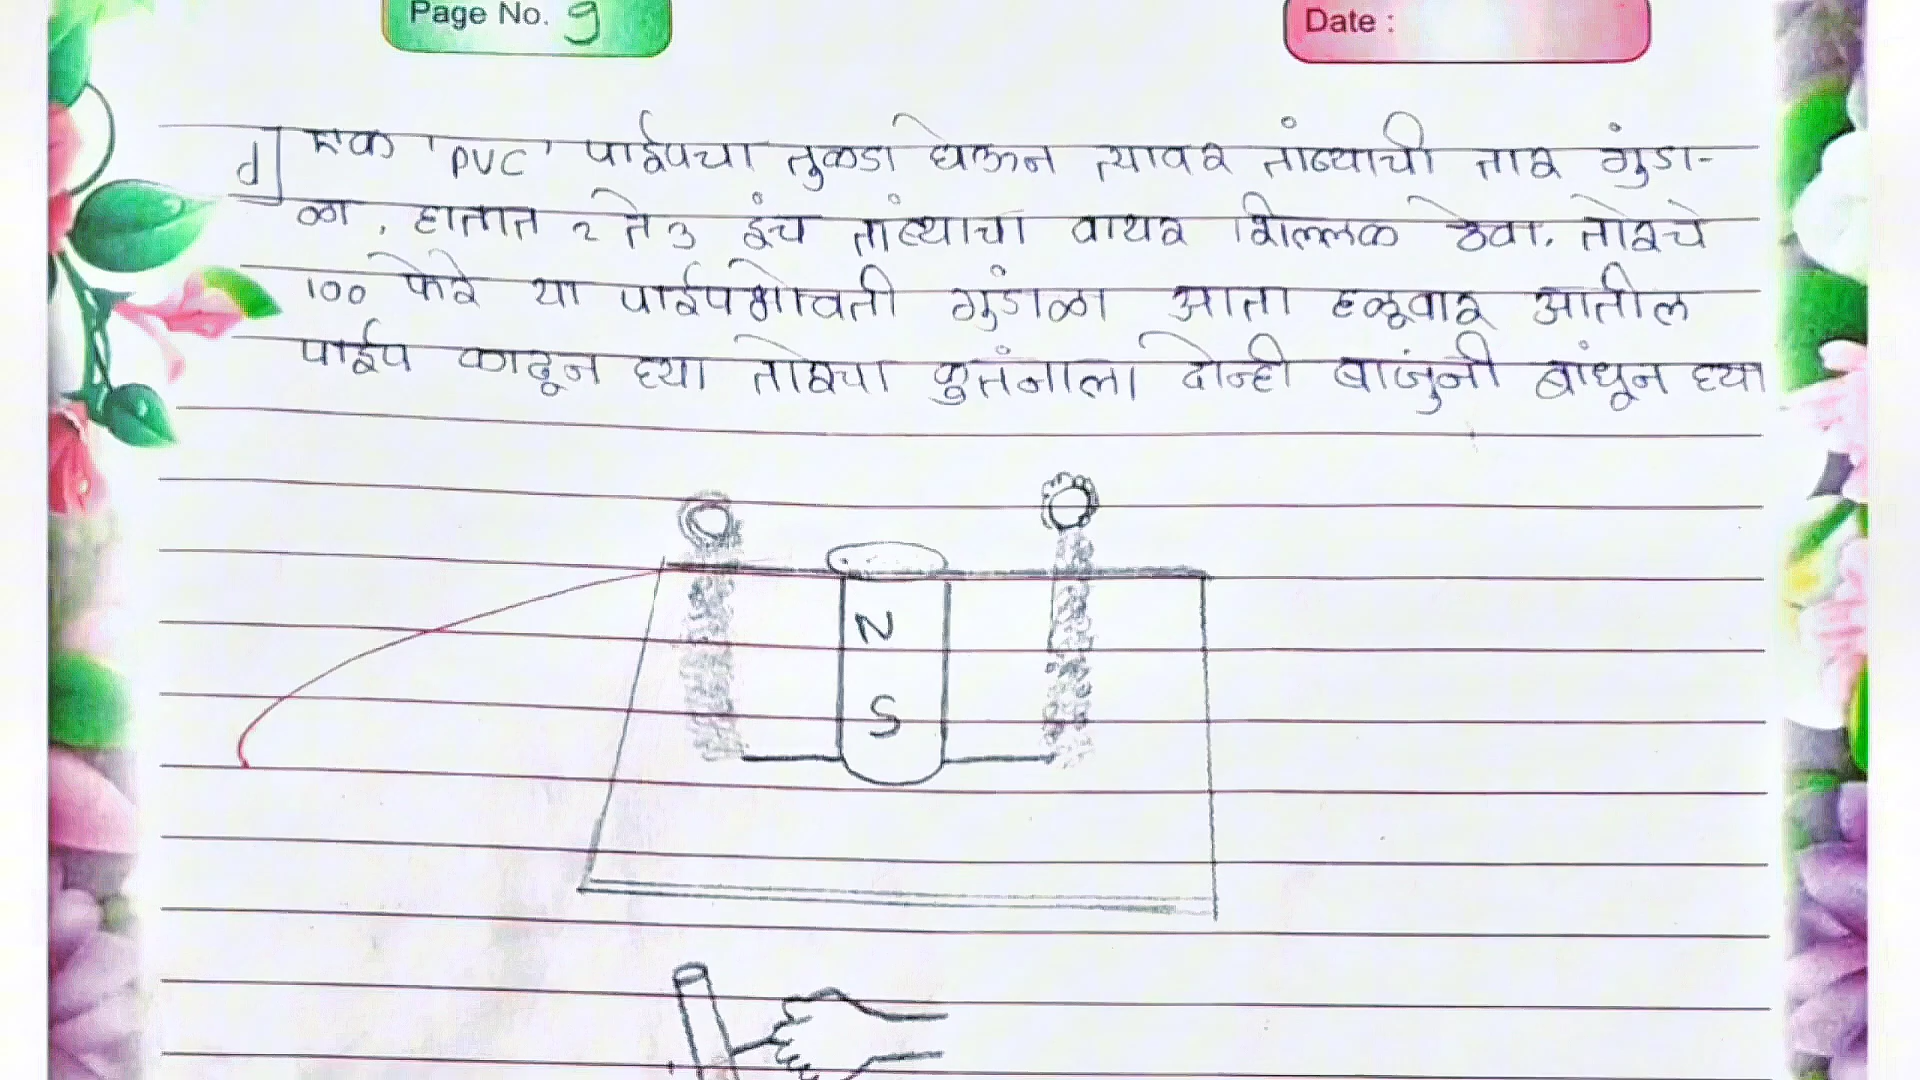 Page No. 9
Date :
d] एक 'PVC' पाईपचा तुकडा घेऊन त्यावर तांब्याची तार गुंडा-
ळा. हातात 2 ते 3 इंच तांब्याचा वायर शिल्लक ठेवा. तारेचे
100 फेरे या पाईपभोवती गुंडाळा आता हळूवार आतील
पाईप काढून घ्या तारेचा दोन्ही बाजुंनी बांधून घ्या
N
S